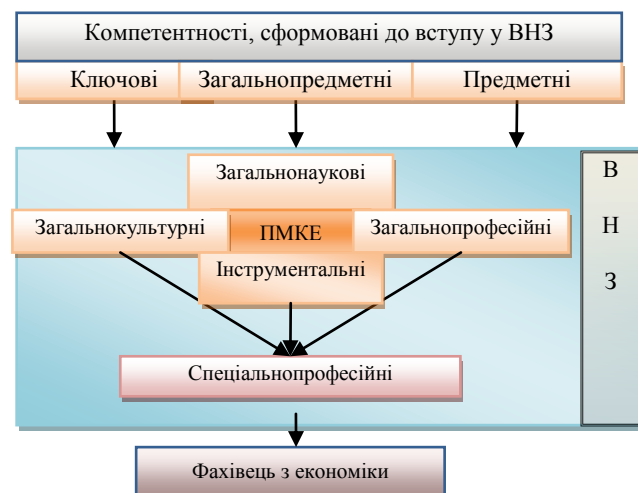 Компетентності, сформовані до вступу у ВНЗ
Ключові Загальнопредметні Предметні
Загальнонаукові
Загальнокультурні ПМКЕ Загальнопрофесійні
Інструментальні
Спеціальнопрофесійні
В
Н
З
Фахівець з економіки